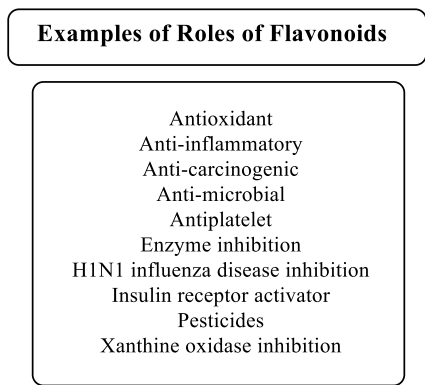 Examples of Roles of Flavonoids
Antioxidant
Anti-inflammatory
Anti-carcinogenic
Anti-microbial
Antiplatelet
Enzyme inhibition
H1N1 influenza disease inhibition
Insulin receptor activator
Pesticides
Xanthine oxidase inhibition